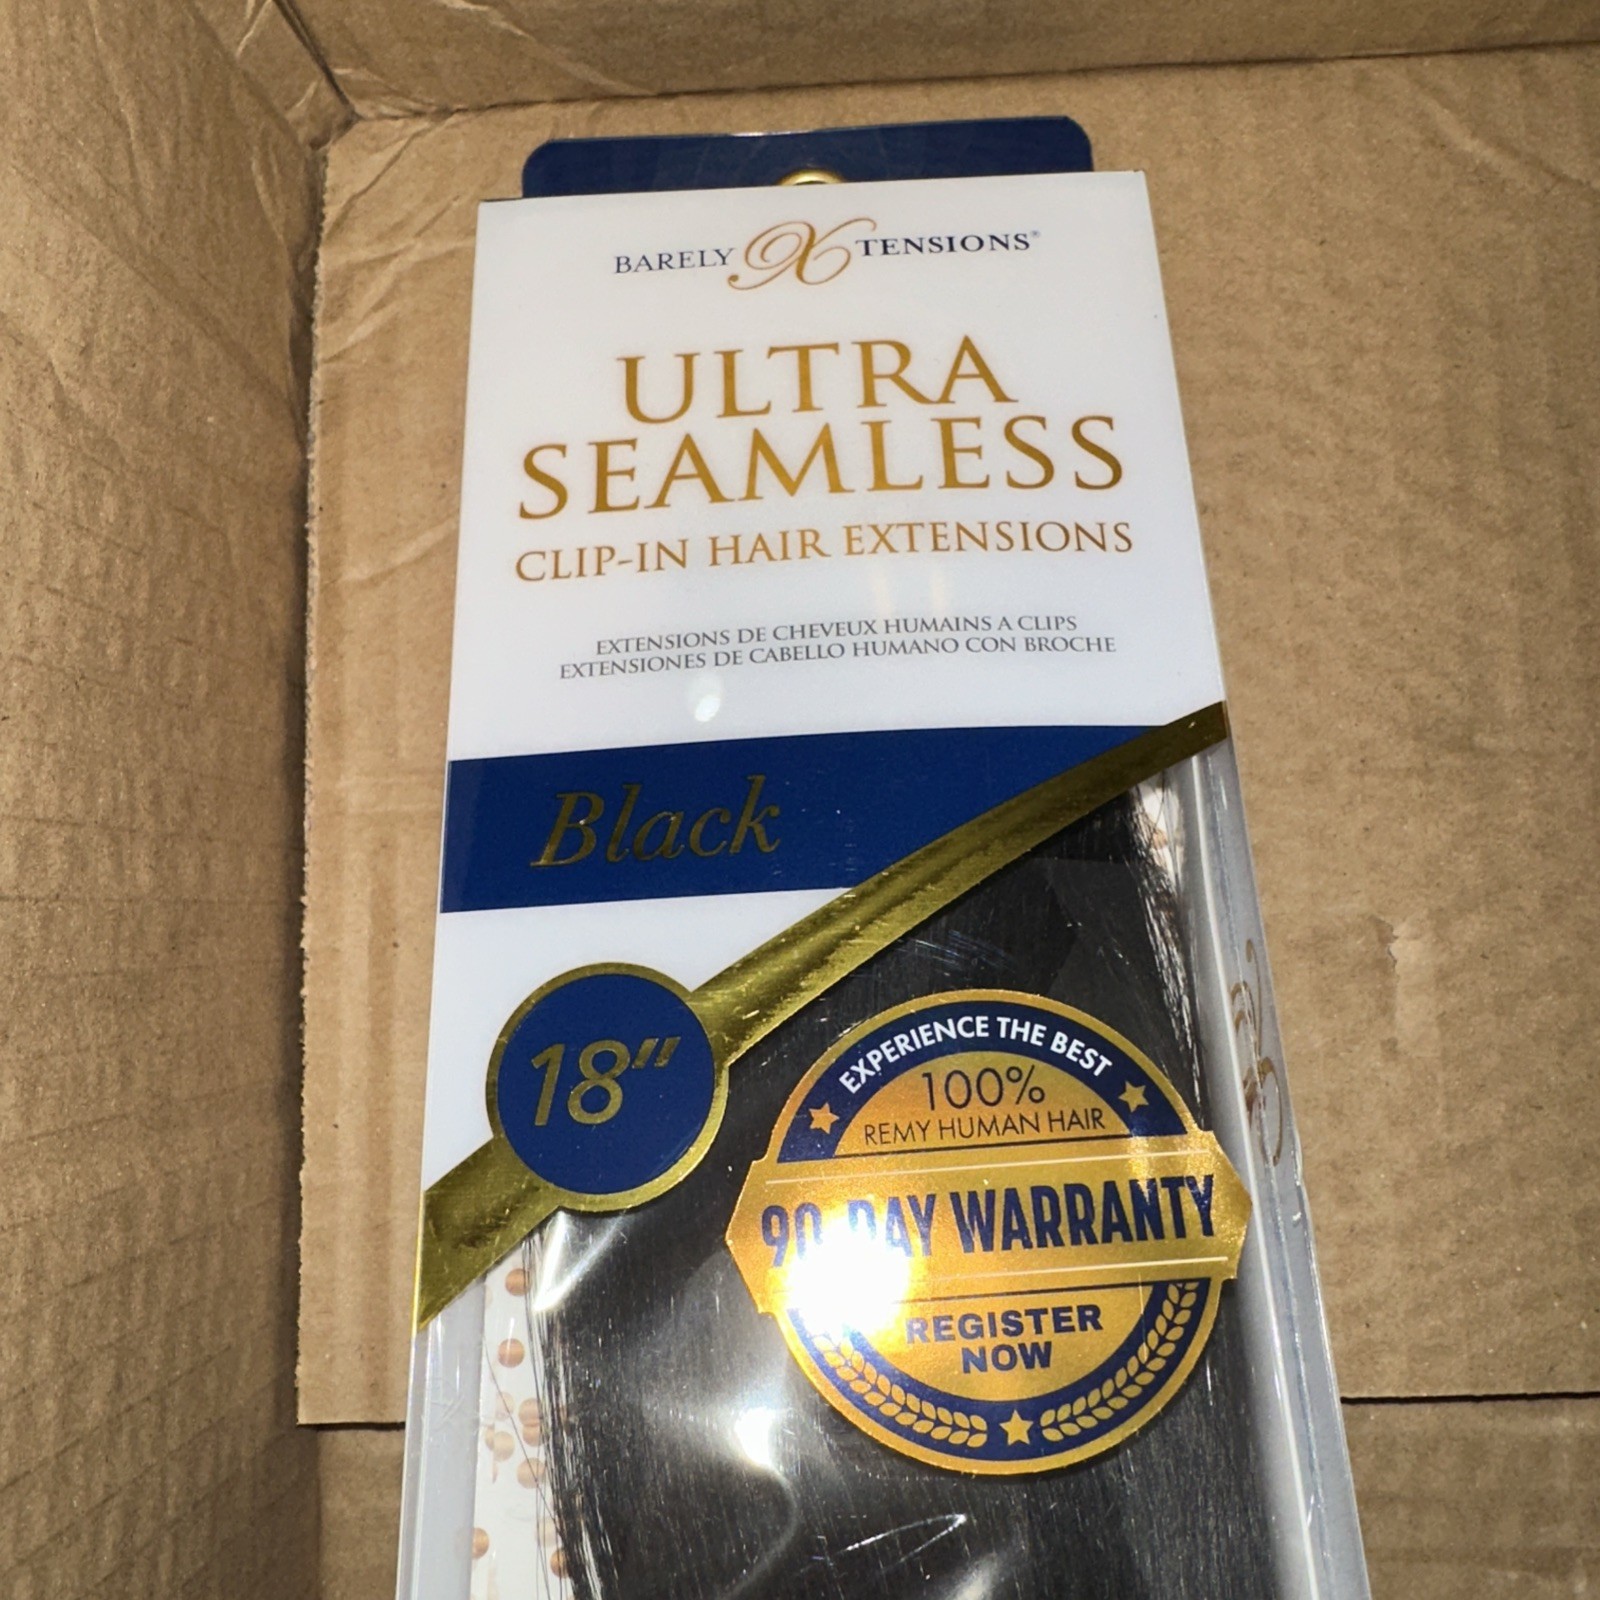 BARELY XTENSIONS®
ULTRA
SEAMLESS
CLIP-IN HAIR EXTENSIONS
EXTENSIONS DE CHEVEUX HUMAINS A CLIPS
EXTENSIONES DE CABELLO HUMANO CON BROCHE
Black
18"
EXPERIENCE THE BEST
100%
REMY HUMAN HAIR
90-DAY WARRANTY
REGISTER
NOW